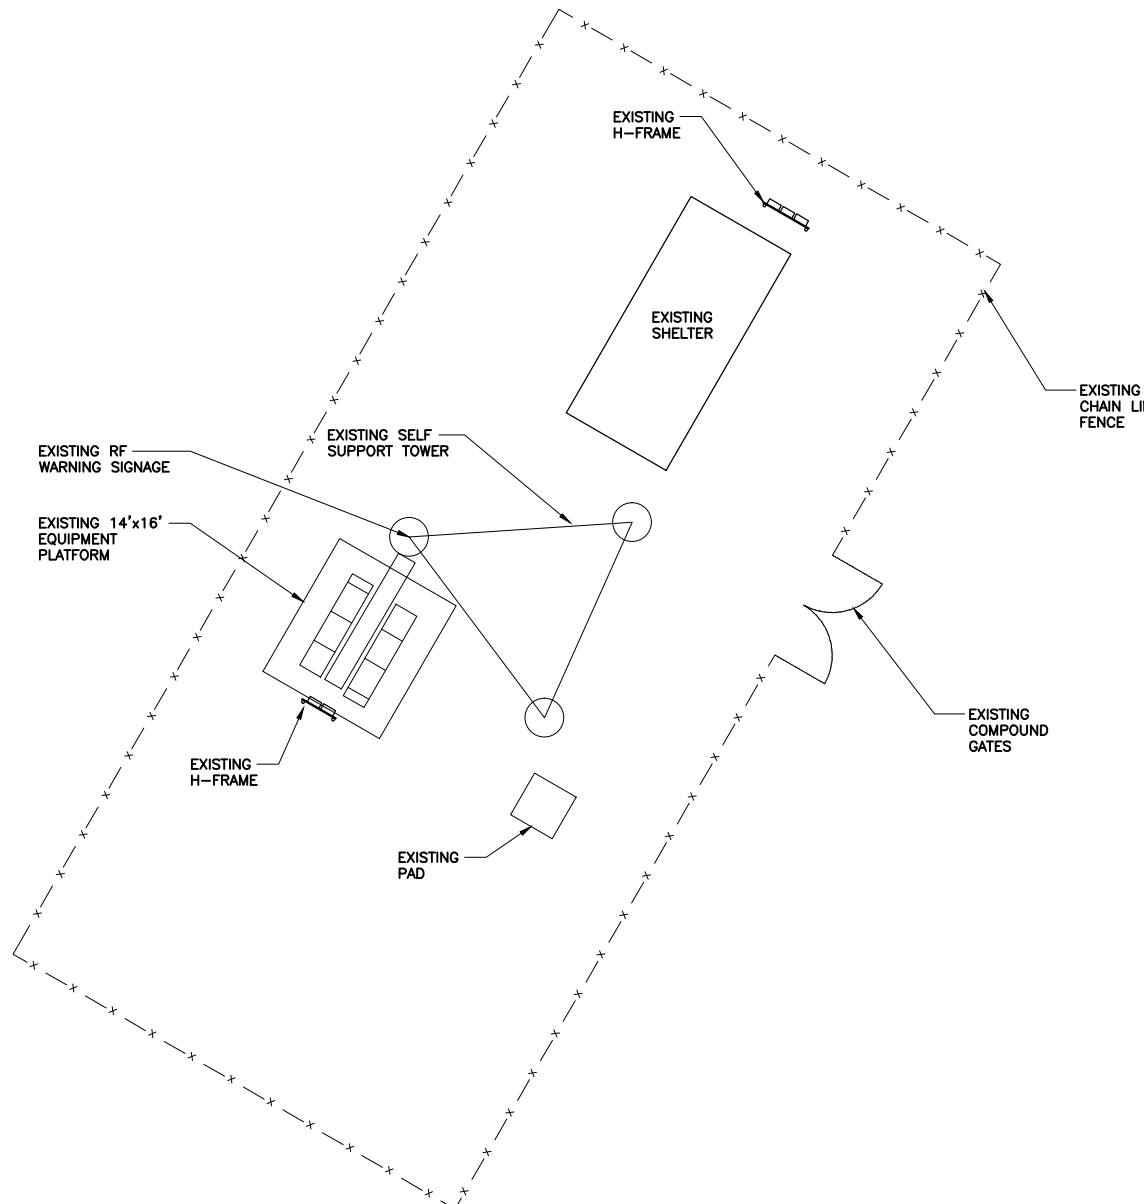 EXISTING
H-FRAME
EXISTING
SHELTER
EXISTING
CHAIN
FENCE
EXISTING SELF
SUPPORT TOWER
EXISTING RF
WARNING SIGNAGE
EXISTING 14'x16'
EQUIPMENT
PLATFORM
EXISTING
COMPOUND
GATES
EXISTING
H-FRAME
EXISTING
PAD